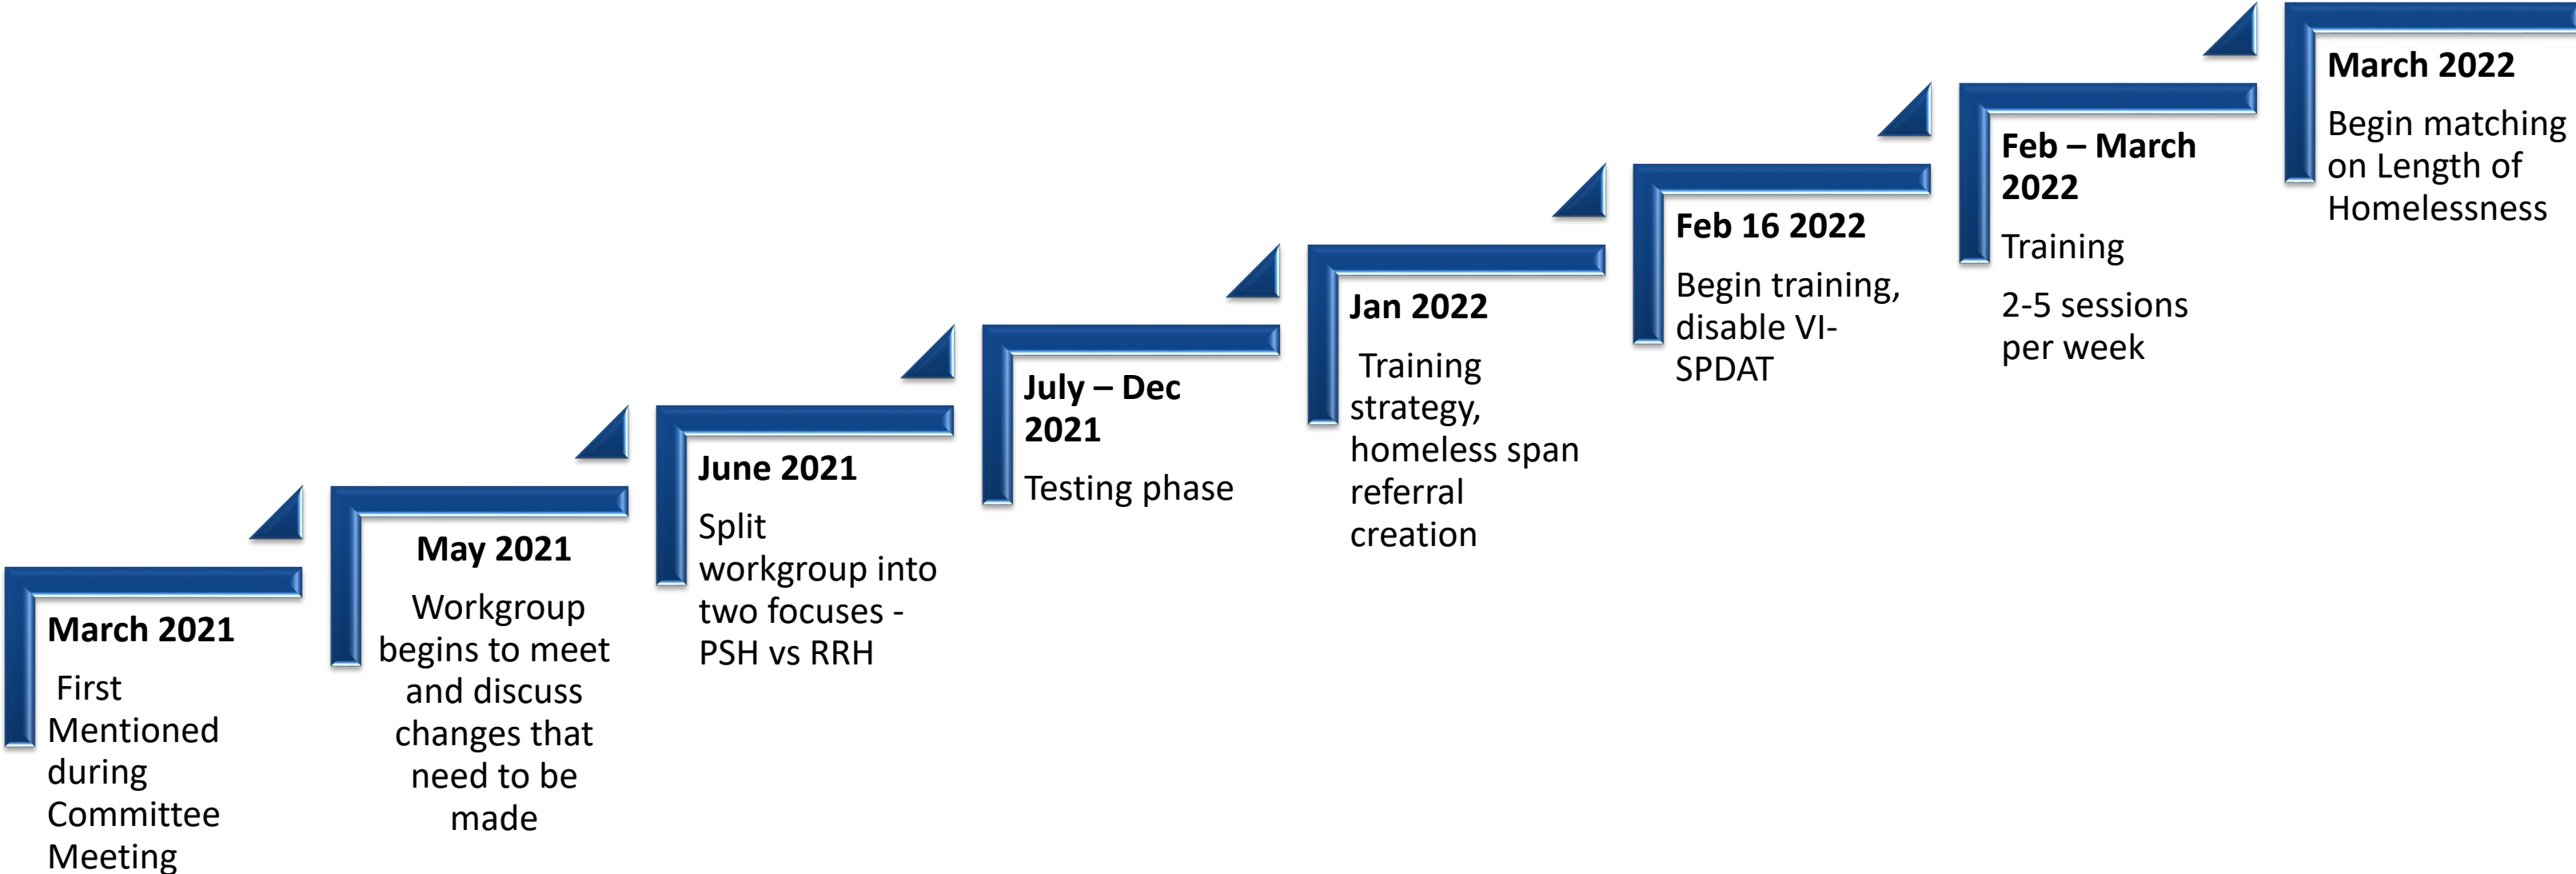 March 2021
First
Mentioned
during
Committee
Meeting
May 2021
Workgroup
begins to meet
and discuss
changes that
need to be
made
June 2021
Split
workgroup into
two focuses -
PSH vs RRH
July – Dec
2021
Testing phase
Jan 2022
Training
strategy,
homeless span
referral
creation
Feb 16 2022
Begin training,
disable VI-
SPDAT
Feb – March
2022
Training
2-5 sessions
per week
March 2022
Begin matching
on Length of
Homelessness